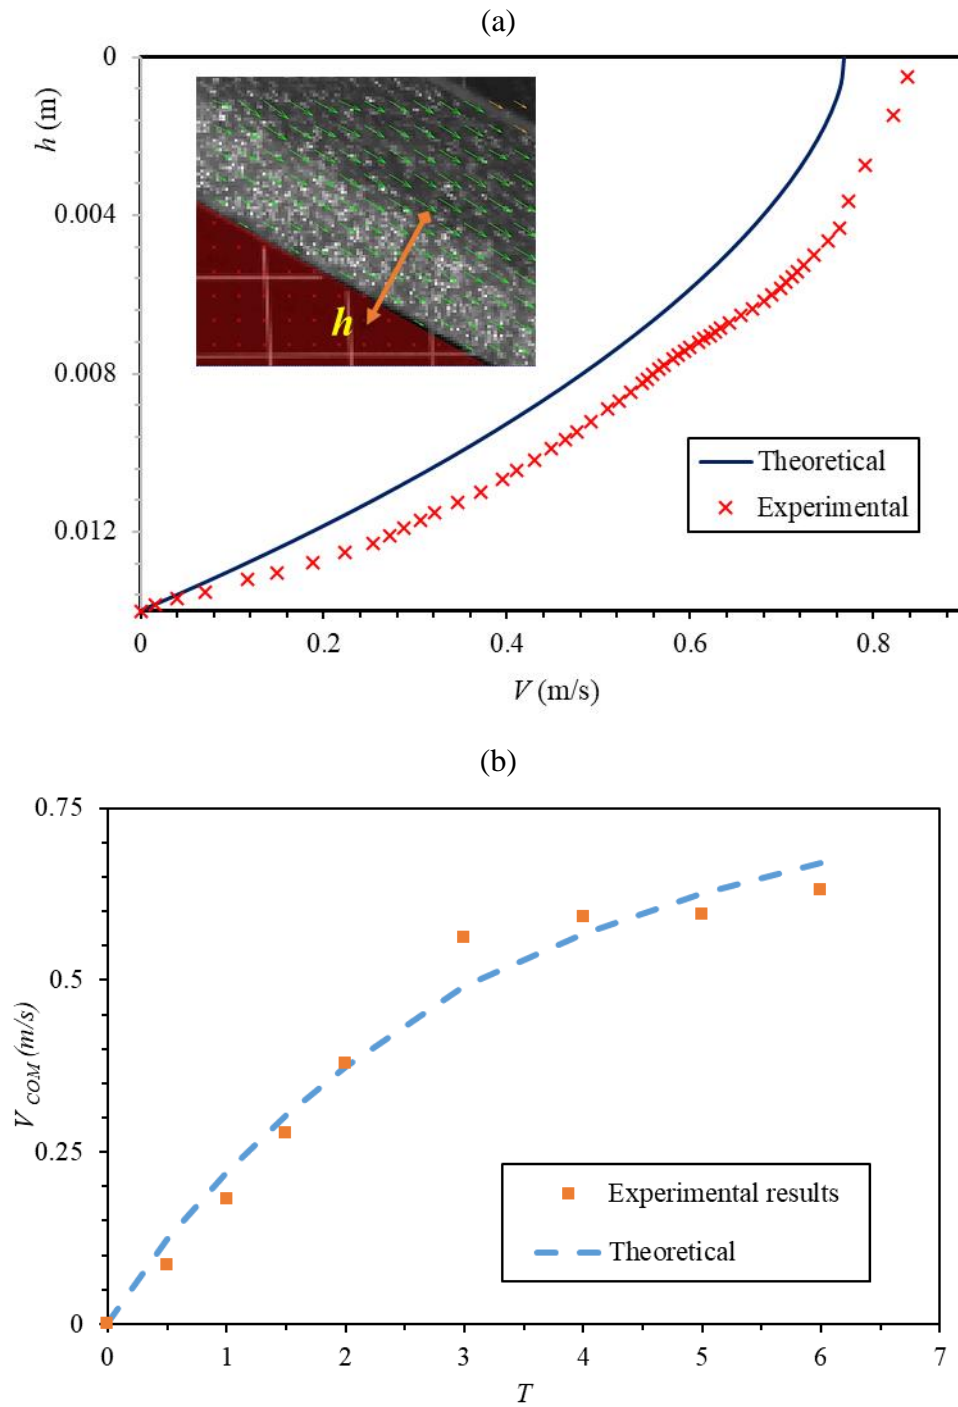 (a)
0
0.004
0.008
0.012
h (m)
h
Theoretical
Experimental
0 0.2 0.4 0.6 0.8
V (m/s)
(b)
0.75
0.5
0.25
0
V COM (m/s)
Experimental results
Theoretical
0 1 2 3 4 5 6 7
T